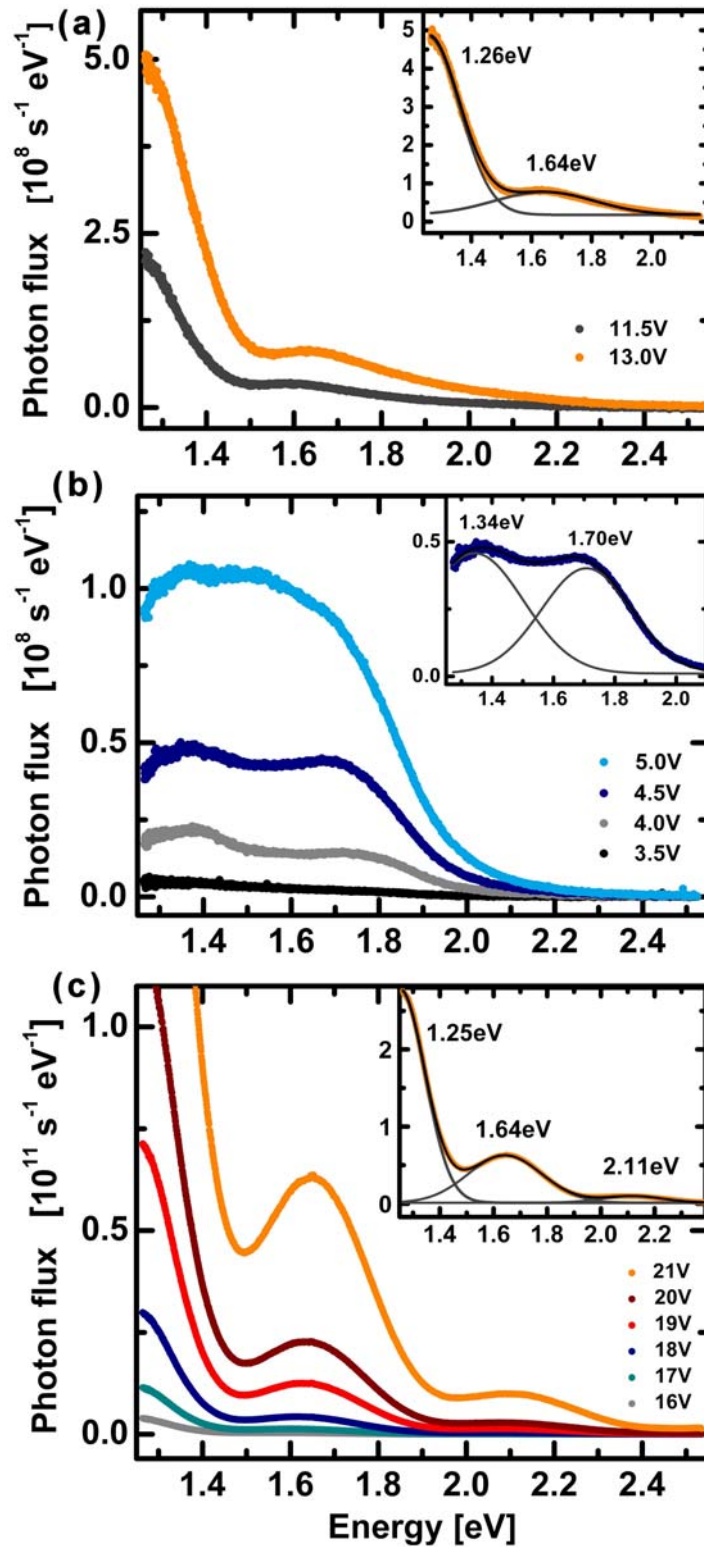 (a)
Photon flux [10⁸ s⁻¹ eV⁻¹]
5.0
2.5
0.0
5
4
3
2
1
0
1.26eV
1.64eV
1.4 1.6 1.8 2.0
11.5V
13.0V
1.4 1.6 1.8 2.0 2.2 2.4
(b)
Photon flux [10⁸ s⁻¹ eV⁻¹]
1.0
0.5
0.0
0.5
0.0
1.34eV
1.70eV
1.4 1.6 1.8 2.0
5.0V
4.5V
4.0V
3.5V
1.4 1.6 1.8 2.0 2.2 2.4
(c)
Photon flux [10¹¹ s⁻¹ eV⁻¹]
1.0
0.5
0.0
2
1
0
1.25eV
1.64eV
2.11eV
1.4 1.6 1.8 2.0 2.2
21V
20V
19V
18V
17V
16V
1.4 1.6 1.8 2.0 2.2 2.4
Energy [eV]